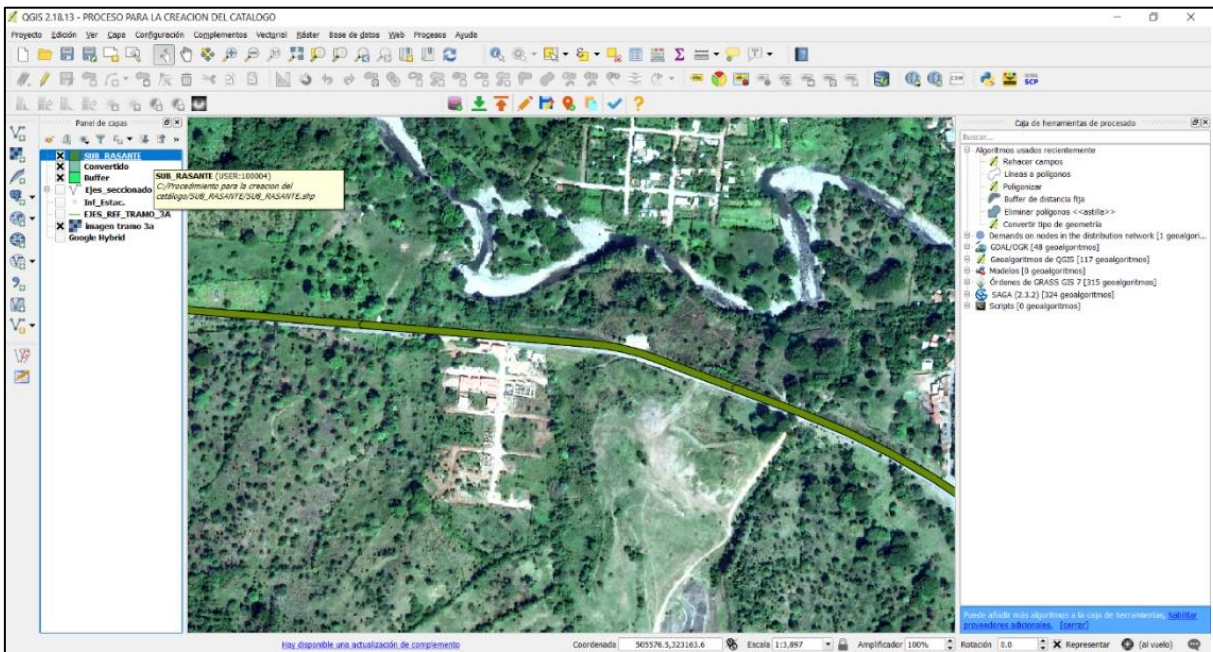 QGIS 2.18.13 - PROCESO PARA LA CREACION DEL CATALOGO
Proyecto Edición Ver Capa Configuración Complementos Vectorial Ráster Base de datos Web Procesos Ayuda
CSW
SCP
Panel de capas
SUB_RASANTE
Convertido
Buffer
Ejes_seccionado
Inf_Estac.
EJES_REF_TRAMO_3A
imagen tramo 3a
Google Hybrid
SUB_RASANTE (USER:100004)
C:/Procedimiento para la creacion del
catálogo/SUB_RASANTE/SUB_RASANTE.shp
Caja de herramientas de procesado
Buscar...
Algoritmos usados recientemente
Rehacer campos
Líneas a polígonos
Poligonizar
Buffer de distancia fija
Eliminar polígonos <<astilla>>
Convertir tipo de geometría
Demands on nodes in the distribution network [1 geoalgori...
GDAL/OGR [48 geoalgoritmos]
Geoalgoritmos de QGIS [117 geoalgoritmos]
Modelos [0 geoalgoritmos]
Órdenes de GRASS GIS 7 [315 geoalgoritmos]
SAGA (2.3.2) [324 geoalgoritmos]
Scripts [0 geoalgoritmos]
Puede añadir más algoritmos a la caja de herramientas, habilitar
proveedores adicionales. [cerrar]
Hay disponible una actualización de complemento
Coordenada 505576.5,323163.6 Escala 1:3,897 Amplificador 100% Rotación 0.0 Representar (al vuelo)